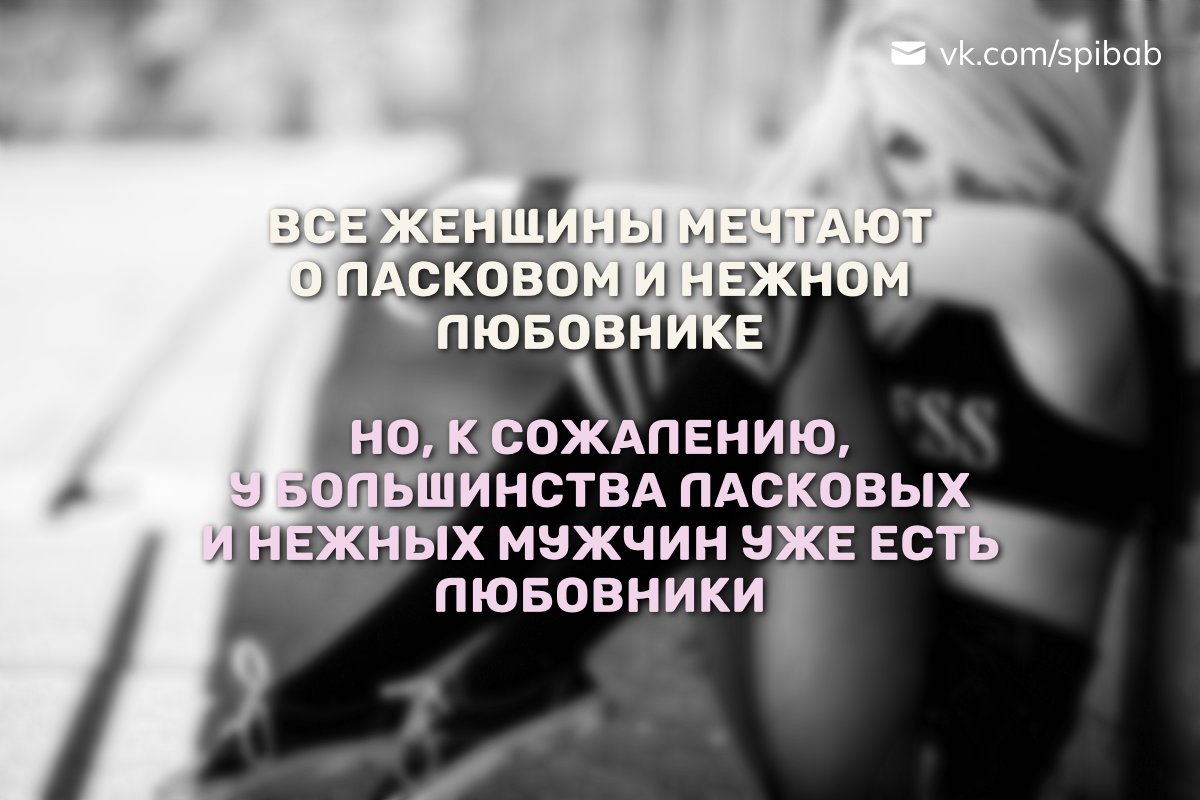 vk.com/spibab
ВСЕ ЖЕНЩИНЫ МЕЧТАЮТ
О ЛАСКОВОМ И НЕЖНОМ
ЛЮБОВНИКЕ
НО, К СОЖАЛЕНИЮ,
У БОЛЬШИНСТВА ЛАСКОВЫХ
И НЕЖНЫХ МУЖЧИН УЖЕ ЕСТЬ
ЛЮБОВНИКИ